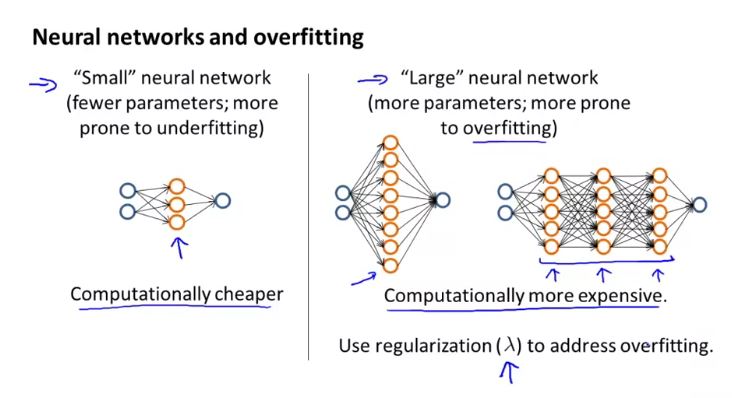 Neural networks and overfitting
“Small” neural network
(fewer parameters; more
prone to underfitting)
Computationally cheaper
“Large” neural network
(more parameters; more prone
to overfitting)
Computationally more expensive.
Use regularization (λ) to address overfitting.